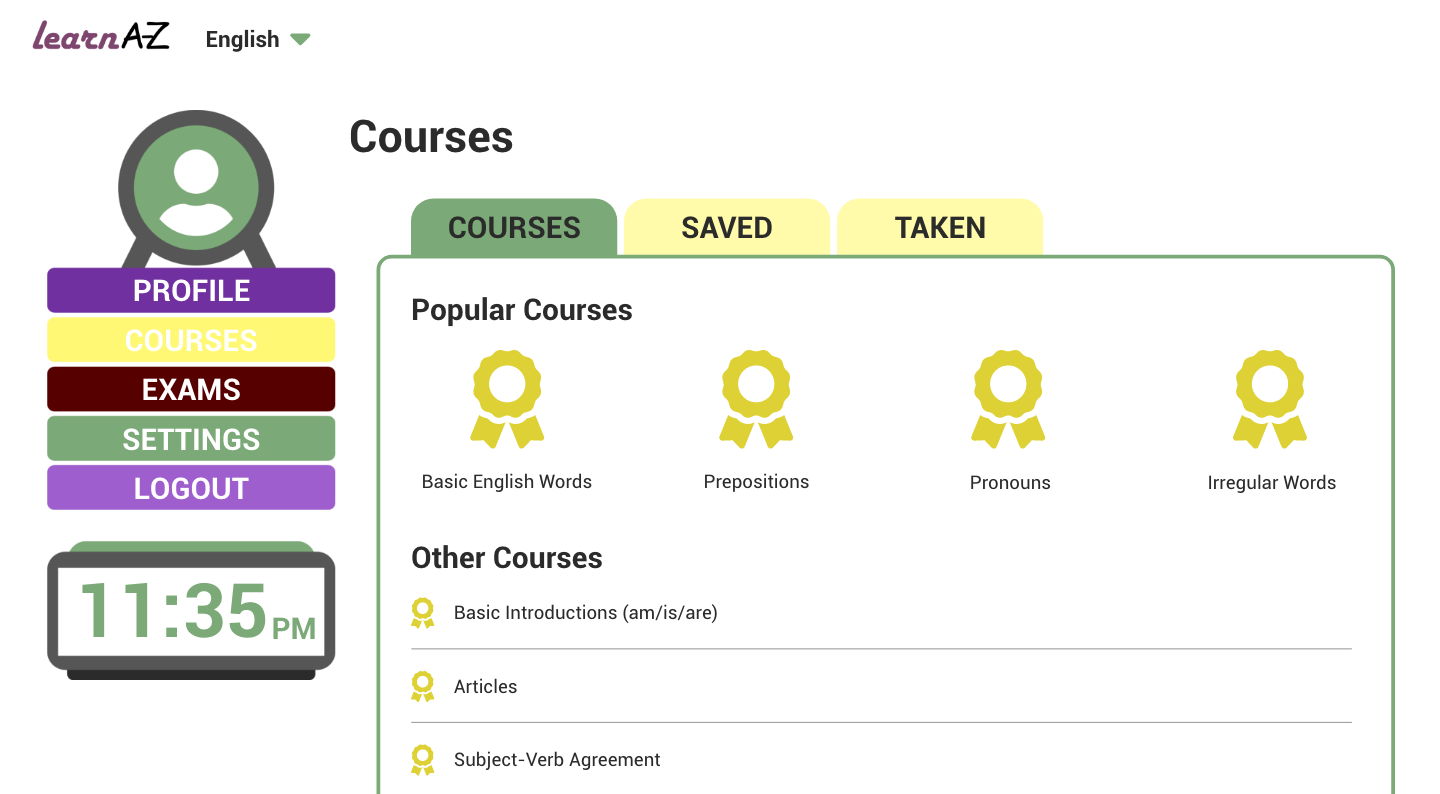 learnA-Z English
Courses
COURSES SAVED TAKEN
PROFILE
COURSES
EXAMS
SETTINGS
LOGOUT
11:35 PM
Popular Courses
Basic English Words Prepositions Pronouns Irregular Words
Other Courses
Basic Introductions (am/is/are)
Articles
Subject-Verb Agreement